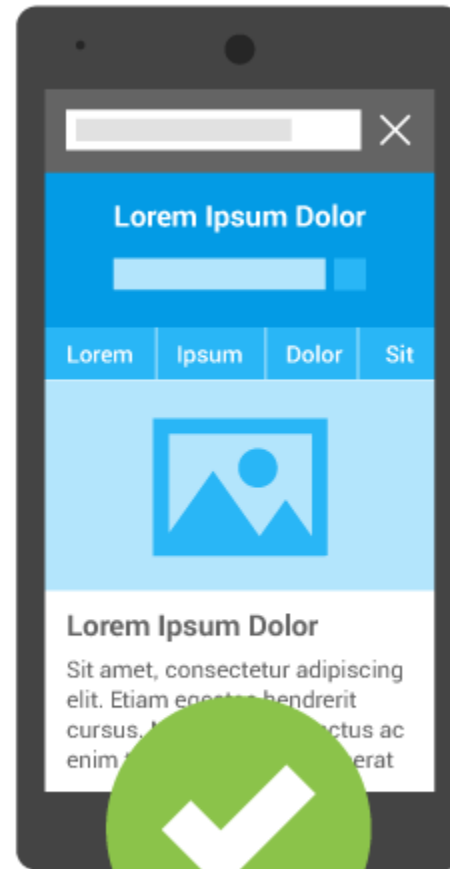 Lorem Ipsum Dolor
Lorem Ipsum Dolor Sit
Lorem Ipsum Dolor
Sit amet, consectetur adipiscing
elit. Etiam egestas hendrerit
cursus. ctus ac
enim erat